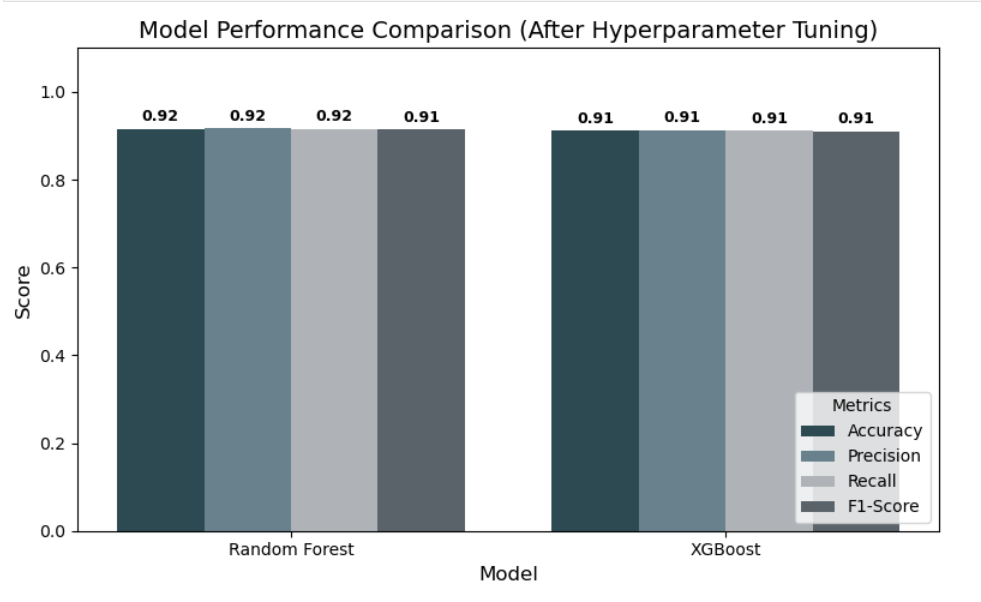 Model Performance Comparison (After Hyperparameter Tuning)
1.0
0.8
0.6
0.4
0.2
0.0
Score
0.92 0.92 0.92 0.91
0.91 0.91 0.91 0.91
Metrics
Accuracy
Precision
Recall
F1-Score
Random Forest XGBoost
Model